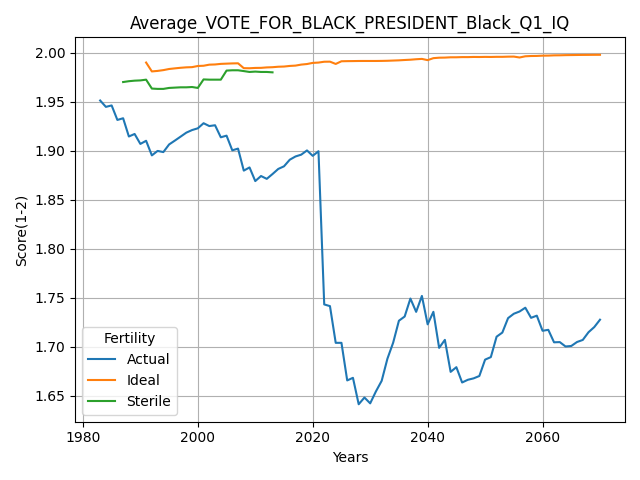 Average_VOTE_FOR_BLACK_PRESIDENT_Black_Q1_IQ
Score(1-2)
2.00
1.95
1.90
1.85
1.80
1.75
1.70
1.65
Fertility
Actual
Ideal
Sterile
1980
2000
2020
2040
2060
Years